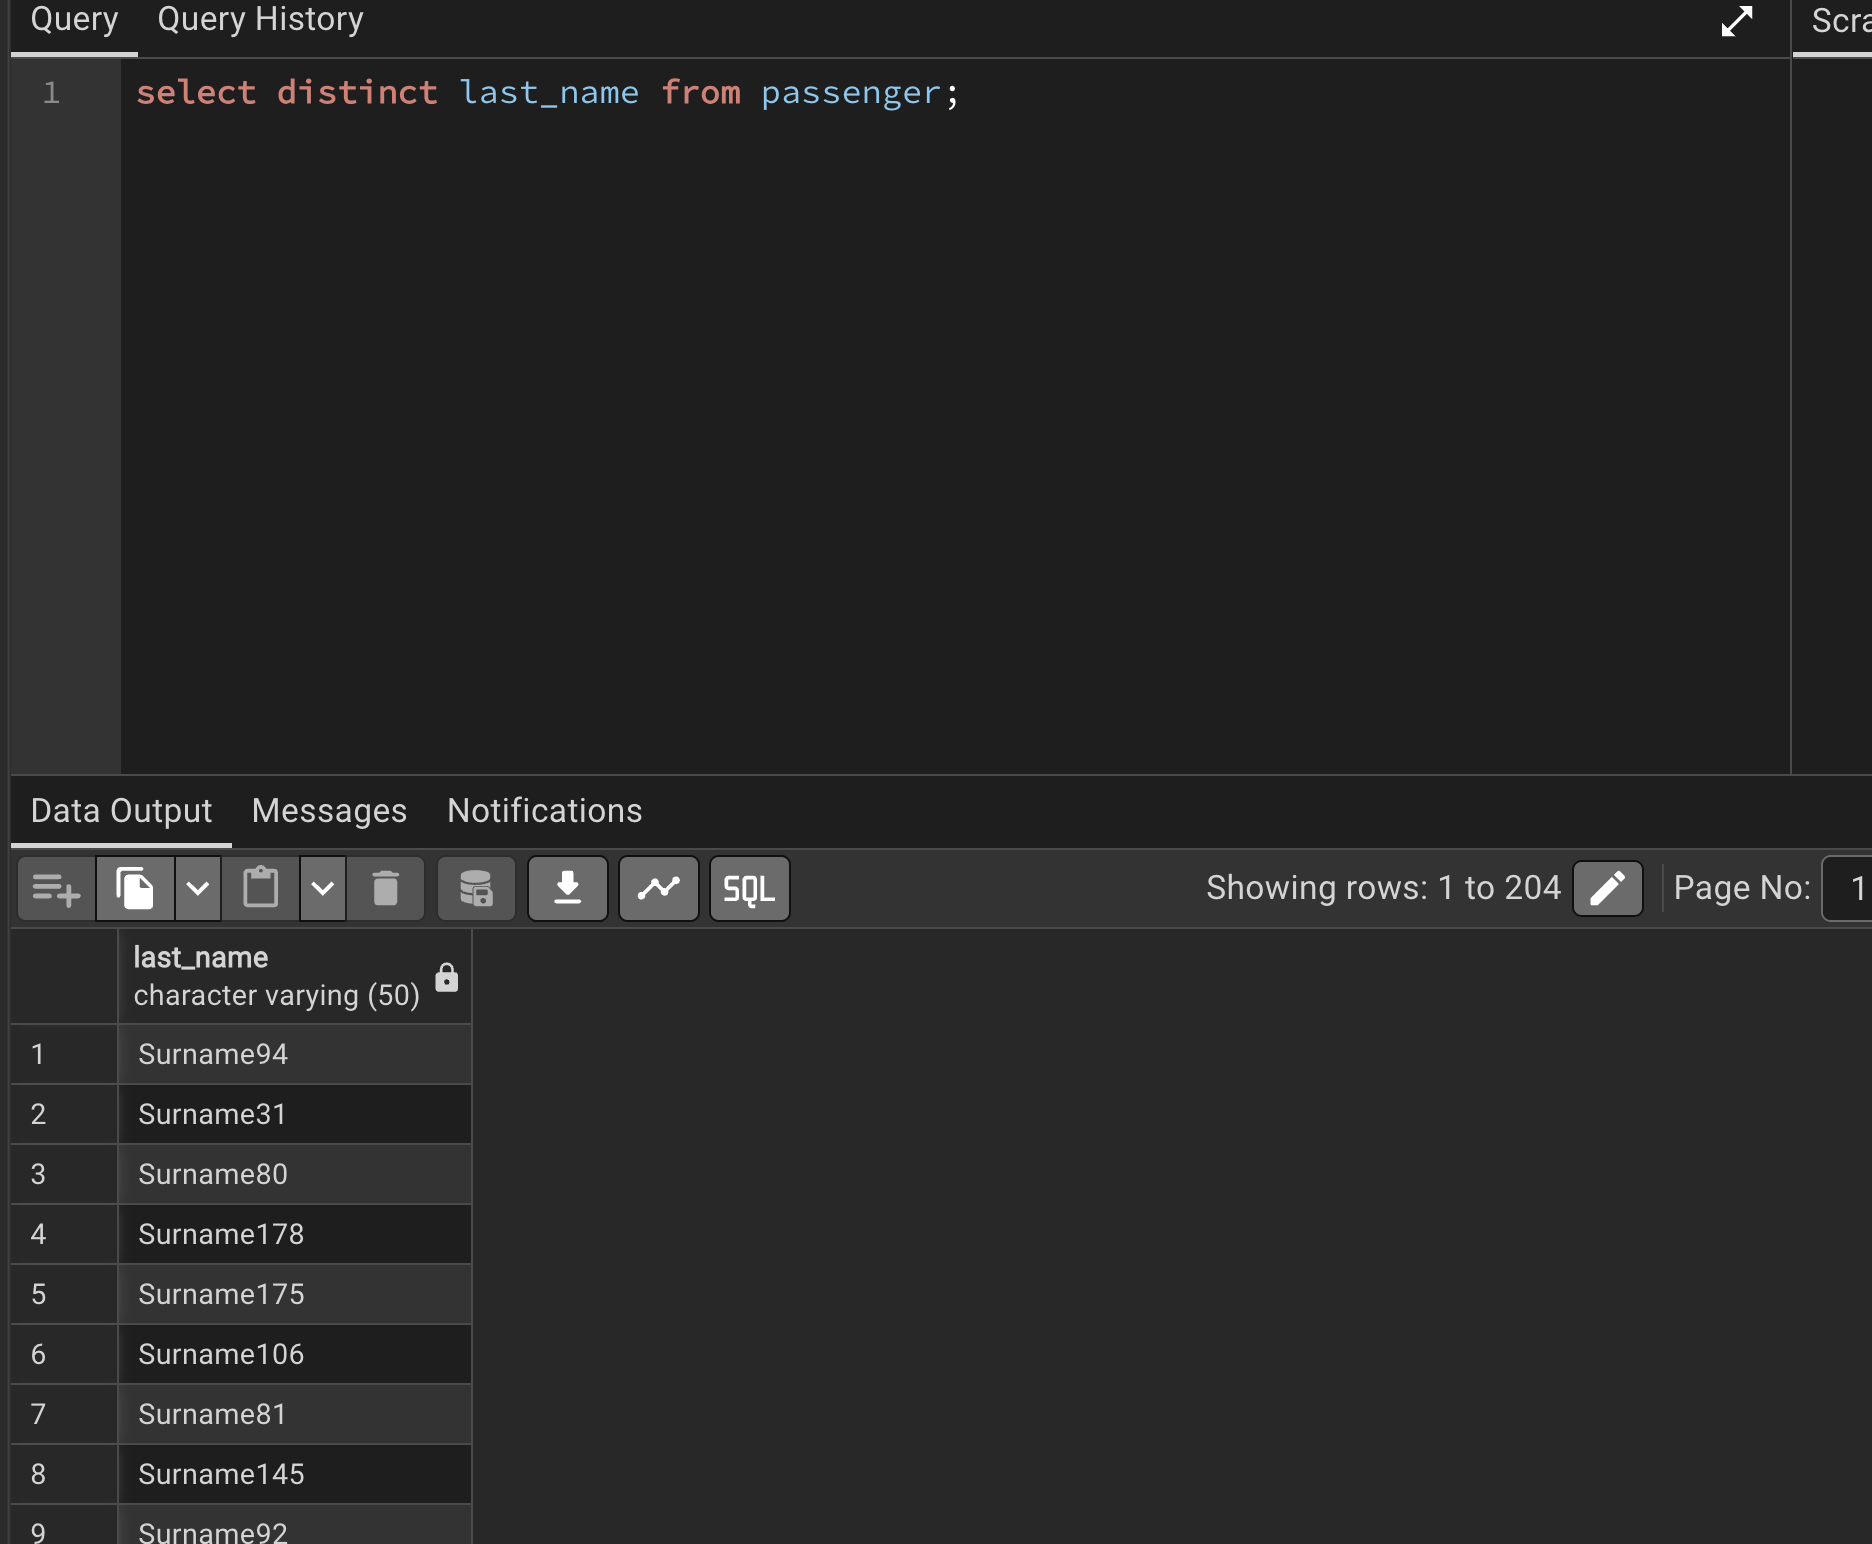 Query Query History
1 select distinct last_name from passenger;
Data Output Messages Notifications
SQL Showing rows: 1 to 204 Page No: 1
last_name
character varying (50)
1 Surname94
2 Surname31
3 Surname80
4 Surname178
5 Surname175
6 Surname106
7 Surname81
8 Surname145
9 Surname92